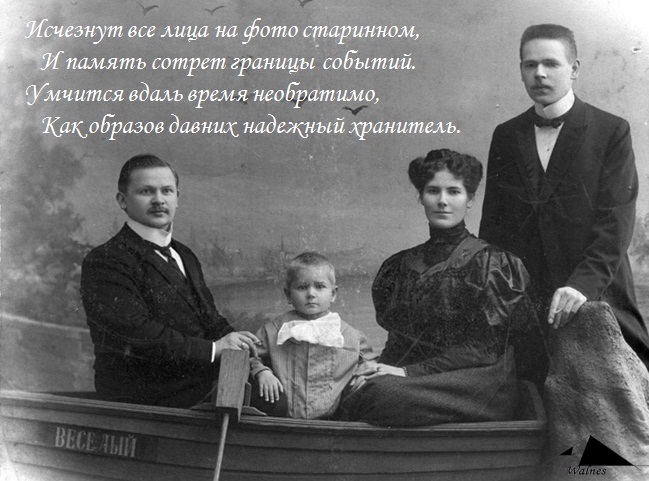 Исчезнут все лица на фото старинном,
И память сотрет границы событий.
Умчится вдаль время необратимо,
Как образов давних надежный хранитель.
ВЕСЕЛЫЙ
Walnes